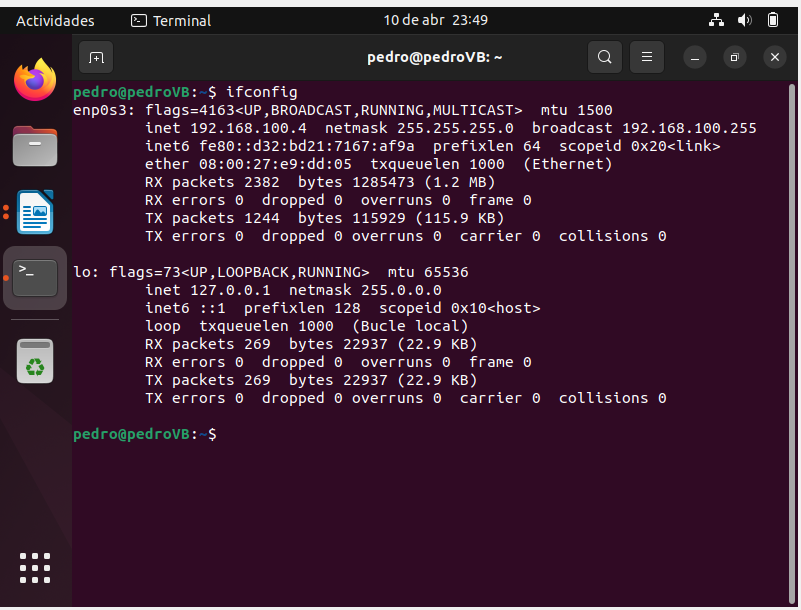 Actividades
Terminal
10 de abr 23:49
pedro@pedroVB: ~
pedro@pedroVB:~$ ifconfig
enp0s3: flags=4163<UP,BROADCAST,RUNNING,MULTICAST>  mtu 1500
        inet 192.168.100.4  netmask 255.255.255.0  broadcast 192.168.100.255
        inet6 fe80::d32:bd21:7167:af9a  prefixlen 64  scopeid 0x20<link>
        ether 08:00:27:e9:dd:05  txqueuelen 1000  (Ethernet)
        RX packets 2382  bytes 1285473 (1.2 MB)
        RX errors 0  dropped 0  overruns 0  frame 0
        TX packets 1244  bytes 115929 (115.9 KB)
        TX errors 0  dropped 0 overruns 0  carrier 0  collisions 0
lo: flags=73<UP,LOOPBACK,RUNNING>  mtu 65536
        inet 127.0.0.1  netmask 255.0.0.0
        inet6 ::1  prefixlen 128  scopeid 0x10<host>
        loop  txqueuelen 1000  (Bucle local)
        RX packets 269  bytes 22937 (22.9 KB)
        RX errors 0  dropped 0  overruns 0  frame 0
        TX packets 269  bytes 22937 (22.9 KB)
        TX errors 0  dropped 0 overruns 0  carrier 0  collisions 0
pedro@pedroVB:~$